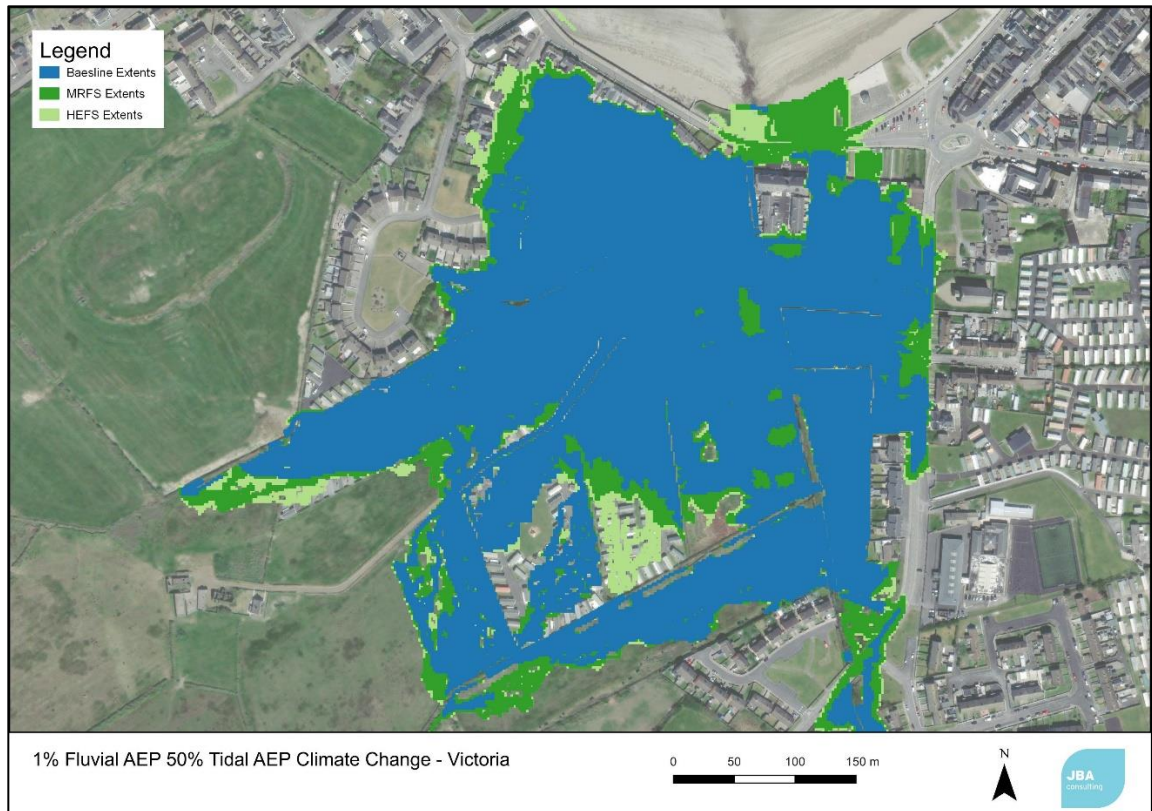 Legend
Baesline Extents
MRFS Extents
HEFS Extents
1% Fluvial AEP 50% Tidal AEP Climate Change - Victoria
0 50 100 150 m
N
JBA
consulting